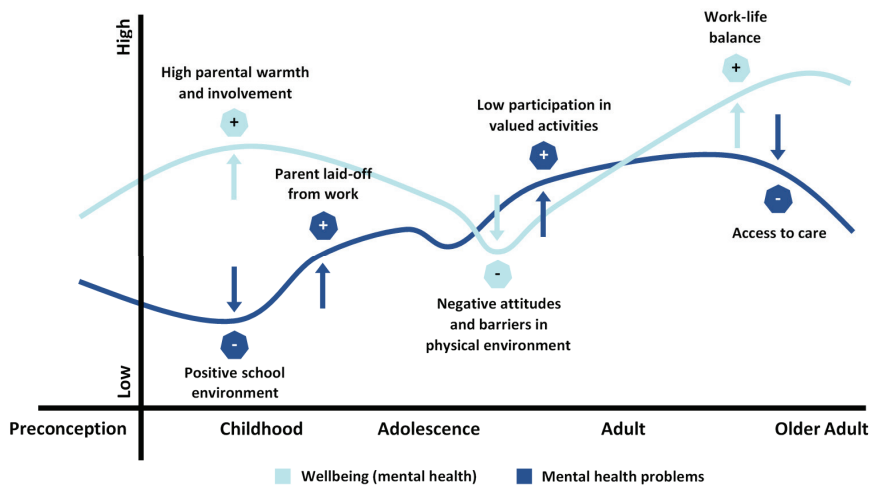 High
Work-life
balance
+
High parental warmth
and involvement
+
Low participation in
valued activities
+
Parent laid-off
from work
+
-
Access to care
-
Negative attitudes
and barriers in
physical environment
-
Positive school
environment
Low
Preconception
Childhood
Adolescence
Adult
Older Adult
Wellbeing (mental health)
Mental health problems